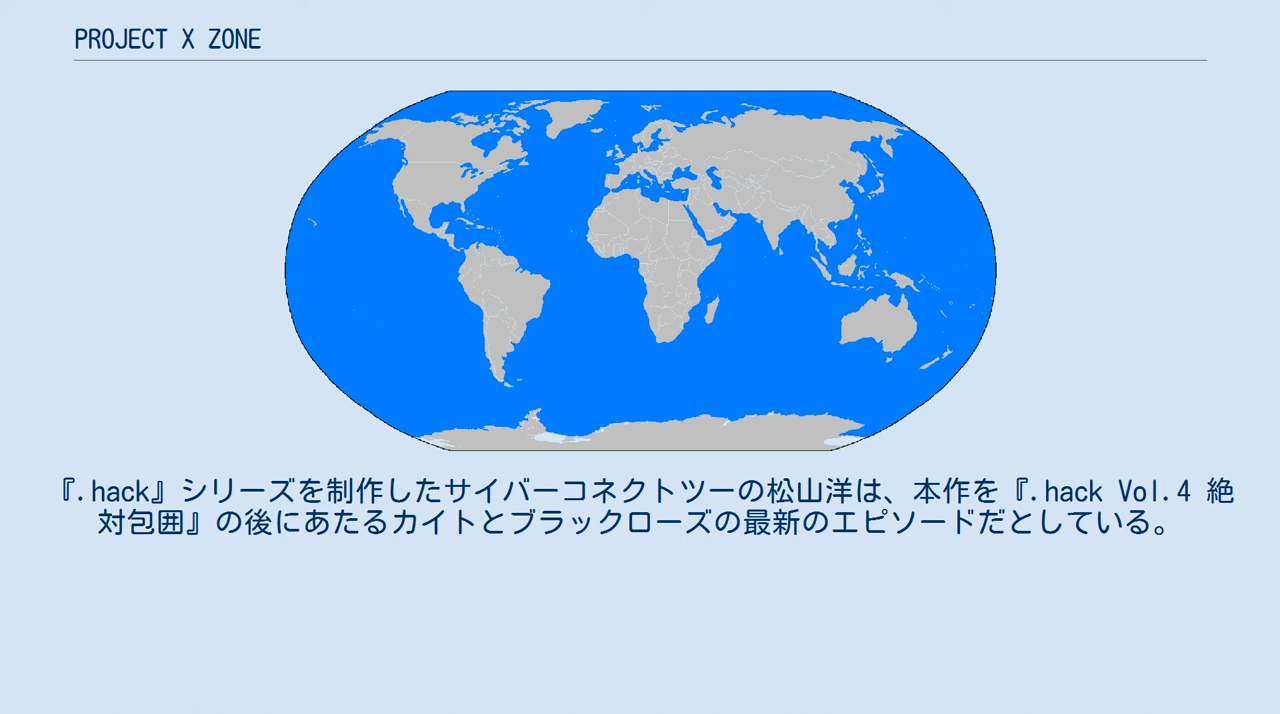 PROJECT X ZONE
『.hack』シリーズを制作したサイバーコネクトツーの松山洋は、本作を『.hack Vol.4 絶
対包囲』の後にあたるカイトとブラックローズの最新のエピソードだとしている。